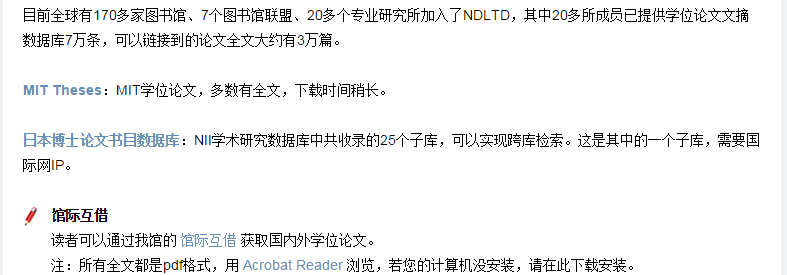 目前全球有170多家图书馆、7个图书馆联盟、20多个专业研究所加入了NDLTD，其中20多所成员已提供学位论文文摘
数据库7万条，可以链接到的论文全文大约有3万篇。
MIT Theses：MIT学位论文，多数有全文，下载时间稍长。
日本博士论文书目数据库：NII学术研究数据库中共收录的25个子库，可以实现跨库检索。这是其中的一个子库，需要国
际网IP。
馆际互借
读者可以通过我馆的 馆际互借 获取国内外学位论文。
注：所有全文都是pdf格式，用 Acrobat Reader 浏览，若您的计算机没安装，请在此下载安装。